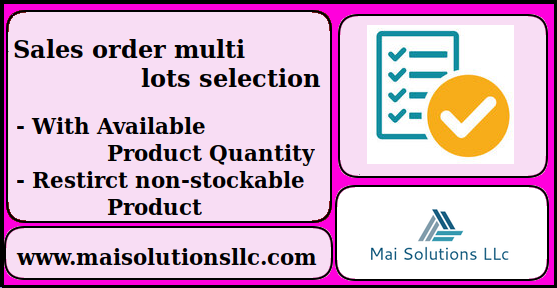 Sales order multi
lots selection
- With Available
Product Quantity
- Restirct non-stockable
Product
www.maisolutionsllc.com
Mai Solutions LLc